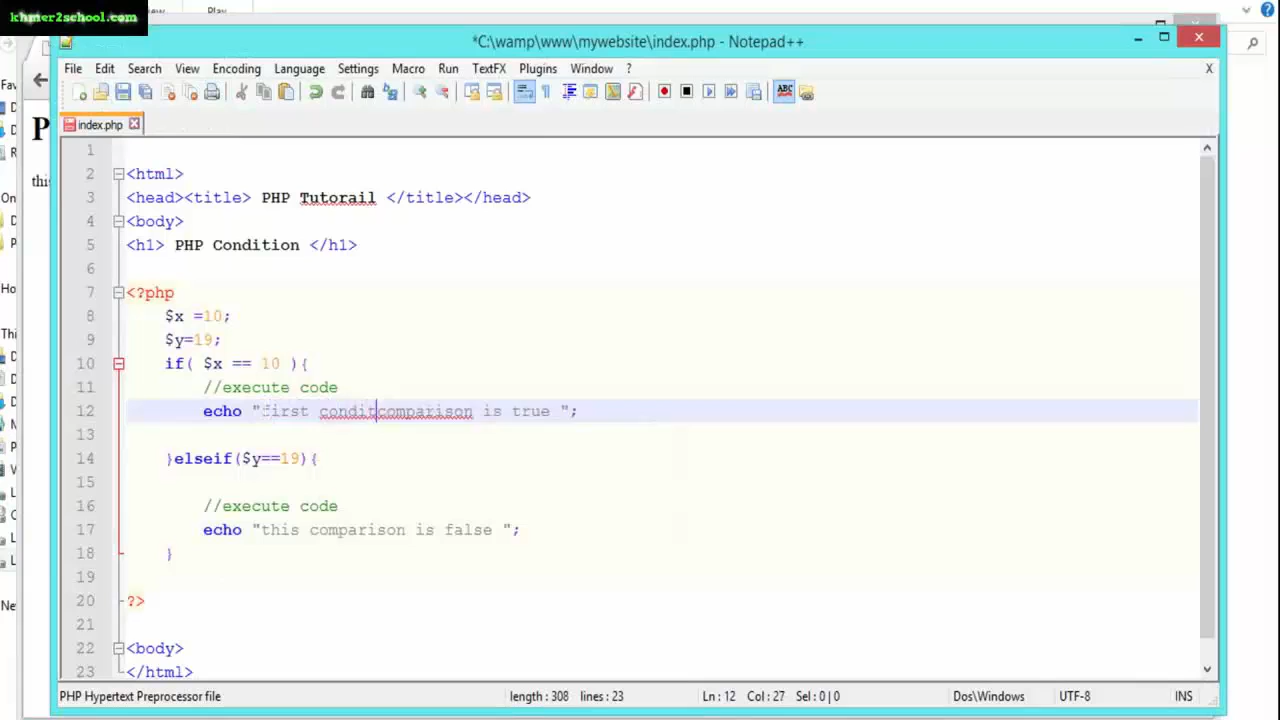 khmer2school.com
*C:\wamp\www\mywebsite\index.php - Notepad++
File Edit Search View Encoding Language Settings Macro Run TextFX Plugins Window ? X
index.php
1
2 <html>
3 <head><title> PHP Tutorail </title></head>
4 <body>
5 <h1> PHP Condition </h1>
6
7 <?php
8 $x =10;
9 $y=19;
10 if( $x == 10 ){
11 //execute code
12 echo "first conditcomparison is true ";
13
14 }elseif($y==19){
15
16 //execute code
17 echo "this comparison is false ";
18 }
19
20 ?>
21
22 <body>
23 </html>
PHP Hypertext Preprocessor file length : 308 lines : 23 Ln : 12 Col : 27 Sel : 0 | 0 Dos\Windows UTF-8 INS